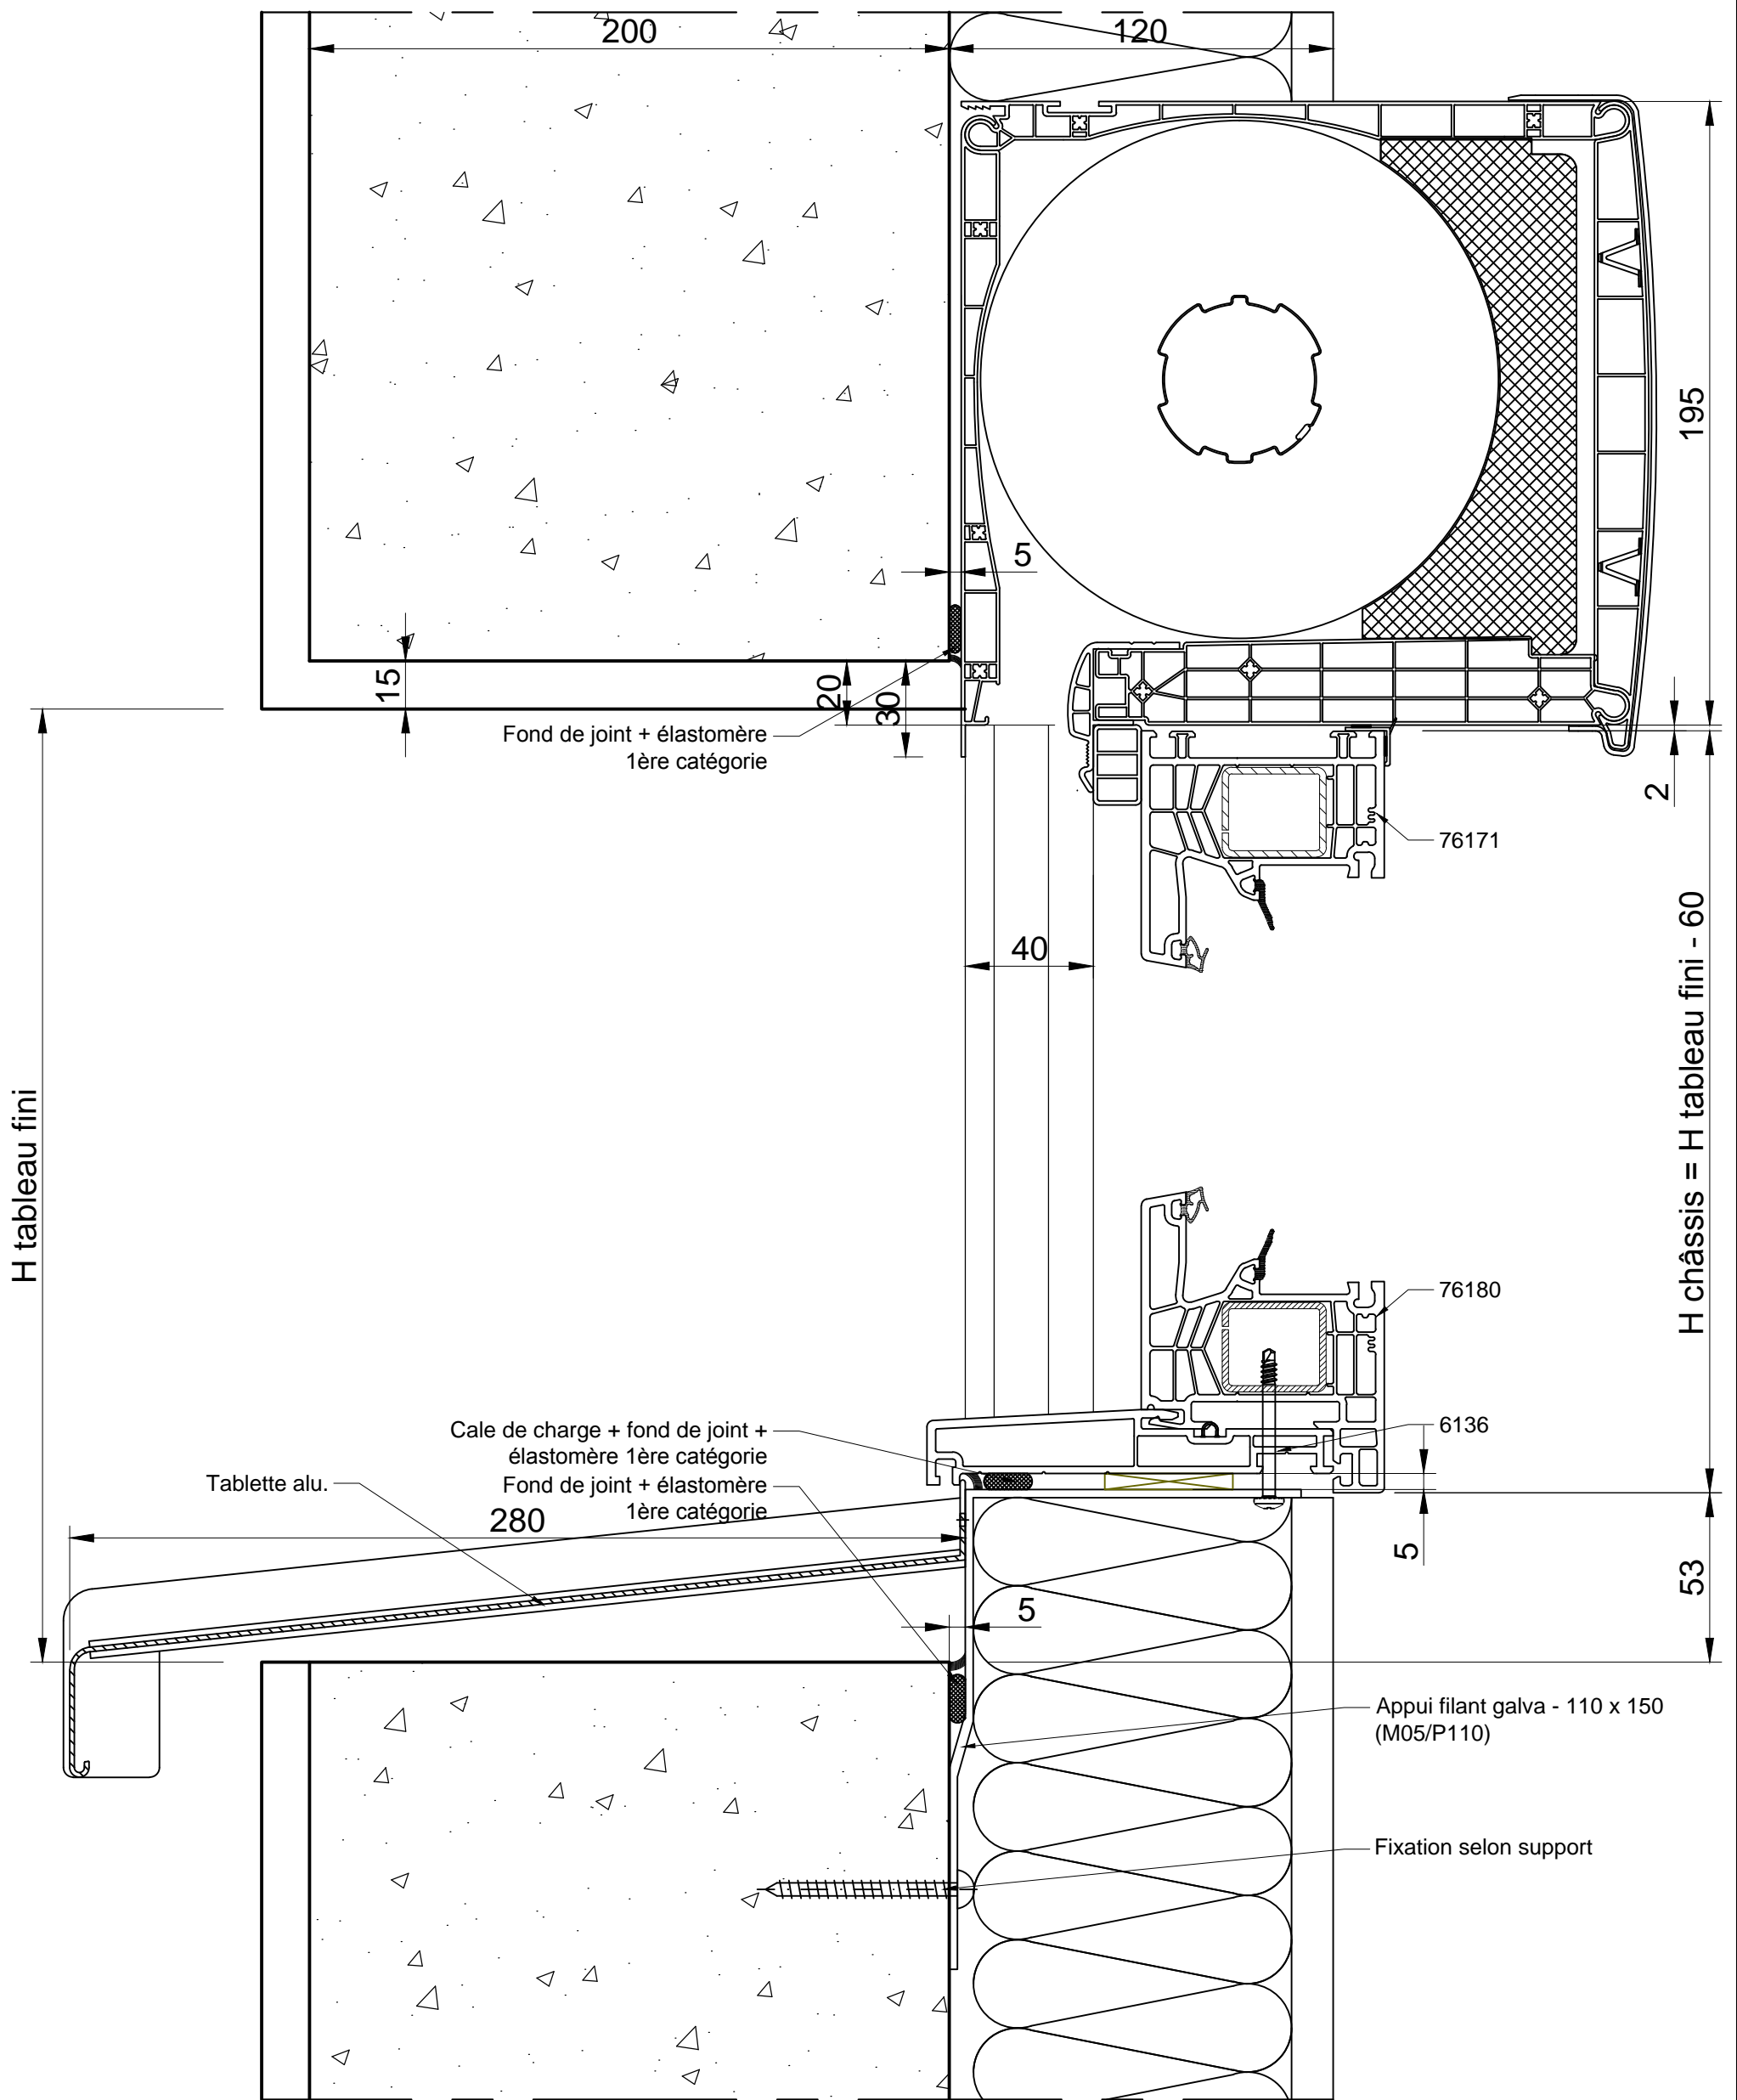 200
120
195
5
15
20
30
Fond de joint + élastomère
1ère catégorie
2
76171
40
H tableau fini
H châssis = H tableau fini - 60
76180
Cale de charge + fond de joint +
élastomère 1ère catégorie
6136
Tablette alu.
Fond de joint + élastomère
1ère catégorie
280
5
53
5
Appui filant galva - 110 x 150
(M05/P110)
Fixation selon support